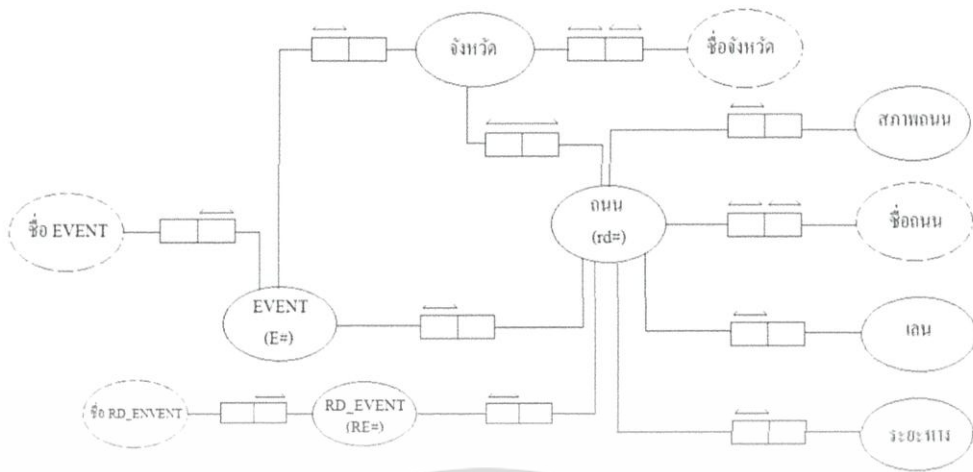 จังหวัด
ชื่อจังหวัด
สภาพถนน
ถนน
(rd#)
ชื่อถนน
ชื่อ EVENT
EVENT
(E#)
เลน
ชื่อ RD_ENVENT
RD_EVENT
(RE#)
ระยะทาง